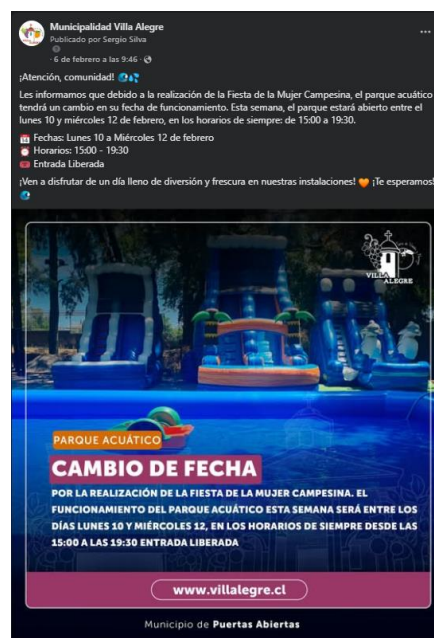 Municipalidad Villa Alegre
Publicado por Sergio Silva
· 6 de febrero a las 9:46 ·
¡Atención, comunidad! 🌊💦
Les informamos que debido a la realización de la Fiesta de la Mujer Campesina, el parque acuático
tendrá un cambio en su fecha de funcionamiento. Esta semana, el parque estará abierto entre el
lunes 10 y miércoles 12 de febrero, en los horarios de siempre: de 15:00 a 19:30.
📅 Fechas: Lunes 10 a Miércoles 12 de febrero
⏰ Horarios: 15:00 - 19:30
🎟️ Entrada Liberada
¡Ven a disfrutar de un día lleno de diversión y frescura en nuestras instalaciones! 🧡 ¡Te esperamos!
🌊
VILLA
ALEGRE
PARQUE ACUÁTICO
CAMBIO DE FECHA
POR LA REALIZACIÓN DE LA FIESTA DE LA MUJER CAMPESINA. EL
FUNCIONAMIENTO DEL PARQUE ACUÁTICO ESTA SEMANA SERÁ ENTRE LOS
DÍAS LUNES 10 Y MIÉRCOLES 12, EN LOS HORARIOS DE SIEMPRE DESDE LAS
15:00 A LAS 19:30 ENTRADA LIBERADA
www.villalegre.cl
Municipio de Puertas Abiertas